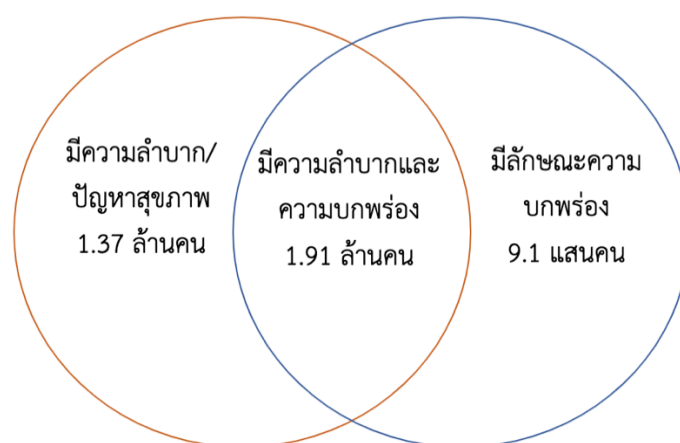 มีความลำบาก/
ปัญหาสุขภาพ
1.37 ล้านคน
มีความลำบากและ
ความบกพร่อง
1.91 ล้านคน
มีลักษณะความ
บกพร่อง
9.1 แสนคน